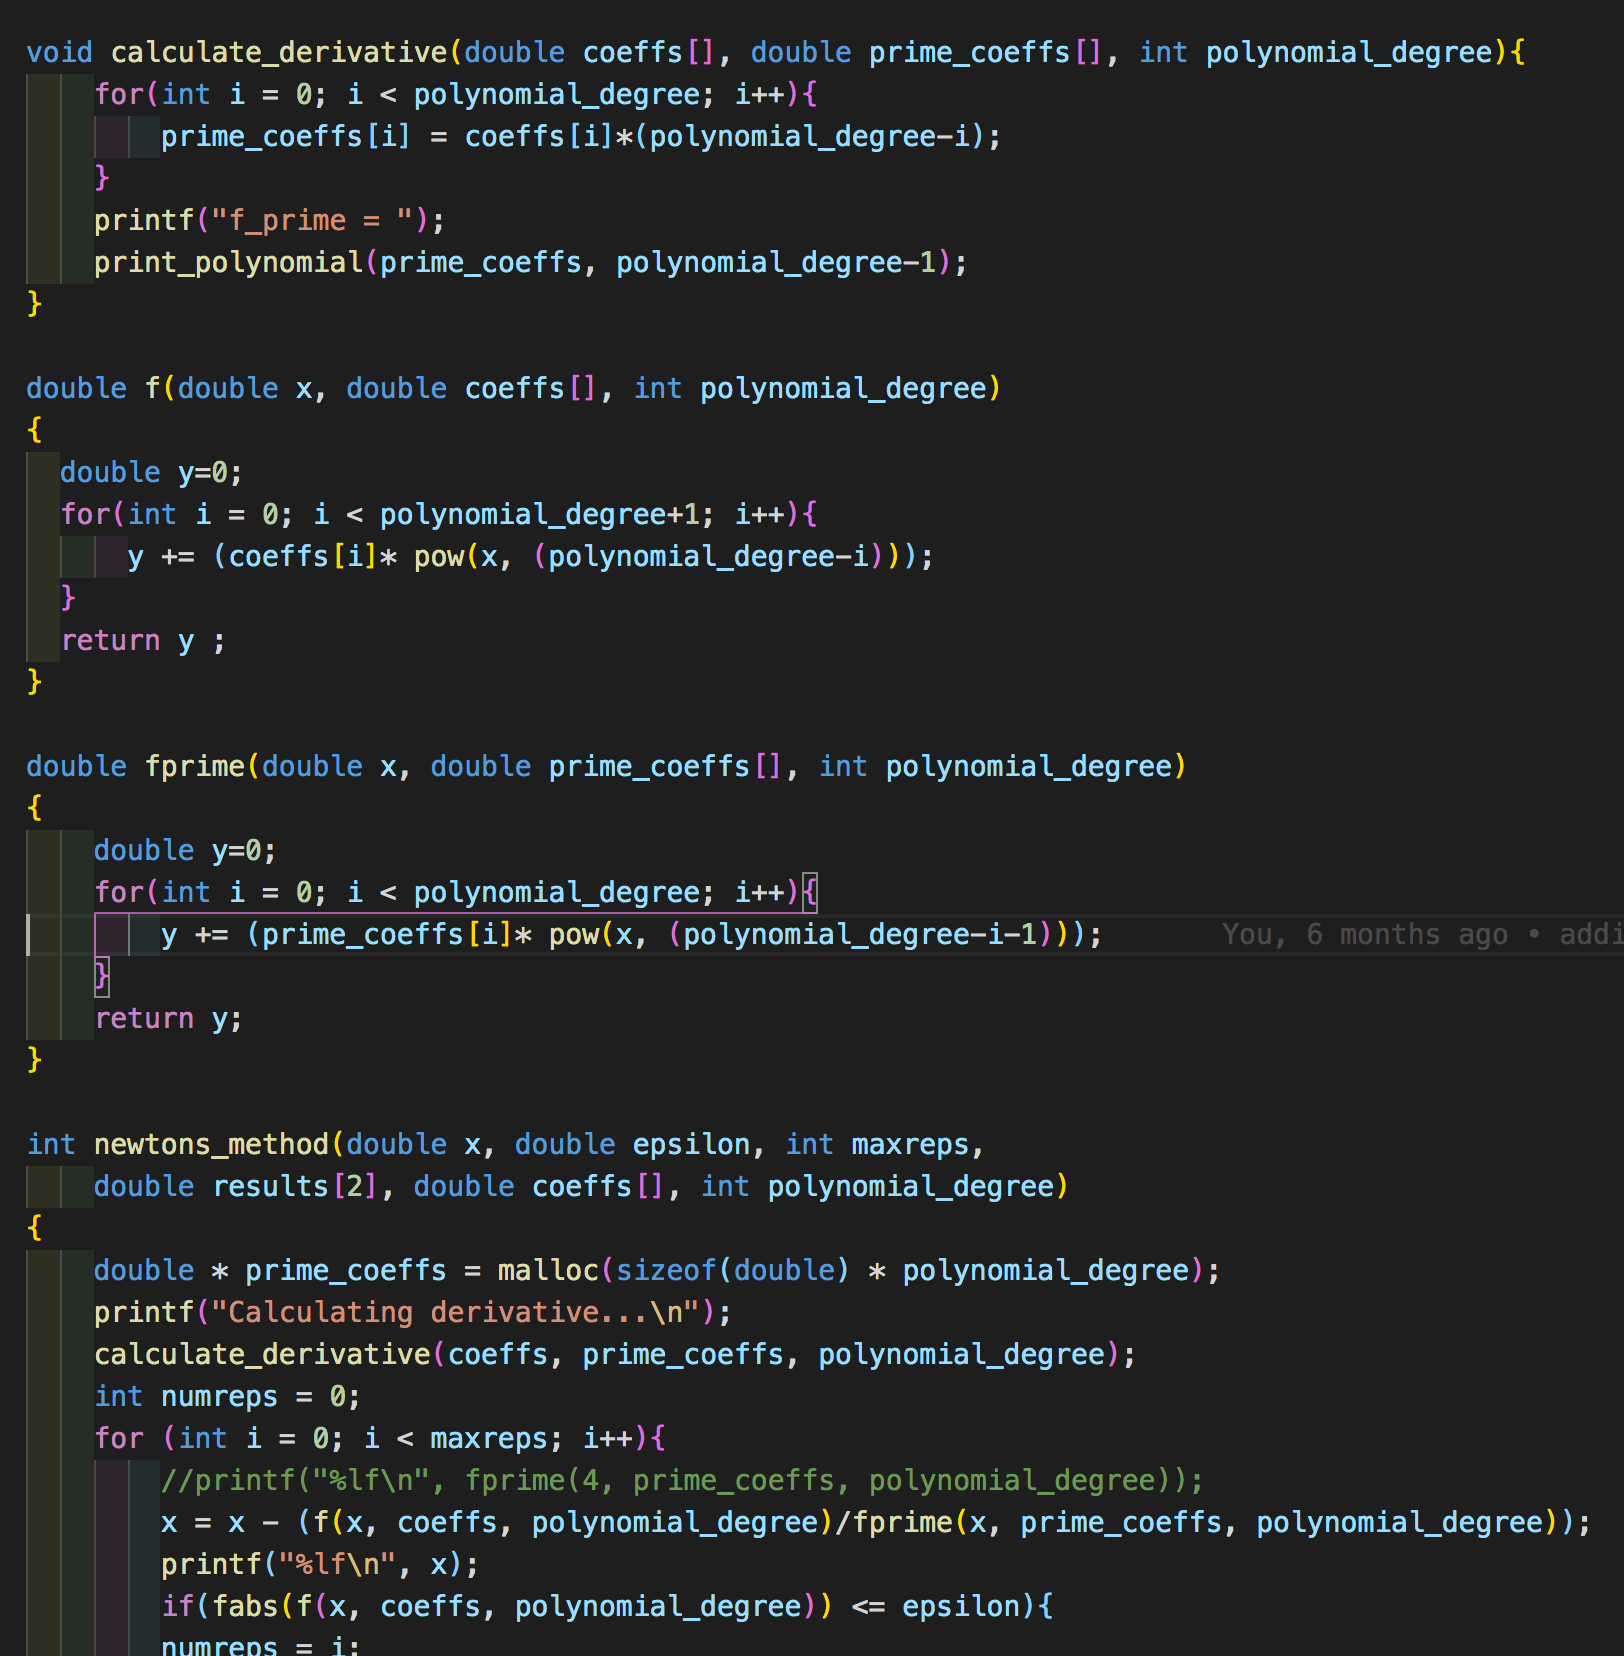 void calculate_derivative(double coeffs[], double prime_coeffs[], int polynomial_degree){
for(int i = 0; i < polynomial_degree; i++){
prime_coeffs[i] = coeffs[i]*(polynomial_degree-i);
}
printf("f_prime = ");
print_polynomial(prime_coeffs, polynomial_degree-1);
}
double f(double x, double coeffs[], int polynomial_degree)
{
double y=0;
for(int i = 0; i < polynomial_degree+1; i++){
y += (coeffs[i]* pow(x, (polynomial_degree-i)));
}
return y ;
}
double fprime(double x, double prime_coeffs[], int polynomial_degree)
{
double y=0;
for(int i = 0; i < polynomial_degree; i++){
y += (prime_coeffs[i]* pow(x, (polynomial_degree-i-1))); You, 6 months ago • addi
}
return y;
}
int newtons_method(double x, double epsilon, int maxreps,
double results[2], double coeffs[], int polynomial_degree)
{
double * prime_coeffs = malloc(sizeof(double) * polynomial_degree);
printf("Calculating derivative...\n");
calculate_derivative(coeffs, prime_coeffs, polynomial_degree);
int numreps = 0;
for (int i = 0; i < maxreps; i++){
//printf("%lf\n", fprime(4, prime_coeffs, polynomial_degree));
x = x - (f(x, coeffs, polynomial_degree)/fprime(x, prime_coeffs, polynomial_degree));
printf("%lf\n", x);
if(fabs(f(x, coeffs, polynomial_degree)) <= epsilon){
numreps = i;